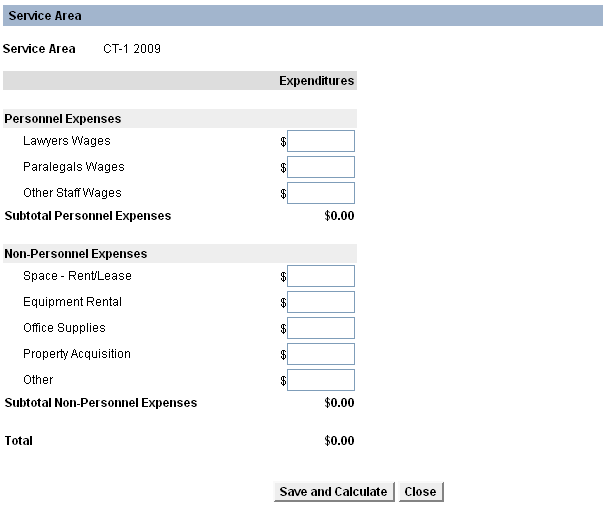 Service Area
Service Area CT-1 2009
Expenditures
Personnel Expenses
Lawyers Wages $
Paralegals Wages $
Other Staff Wages $
Subtotal Personnel Expenses $0.00
Non-Personnel Expenses
Space - Rent/Lease $
Equipment Rental $
Office Supplies $
Property Acquisition $
Other $
Subtotal Non-Personnel Expenses $0.00
Total $0.00
Save and Calculate Close